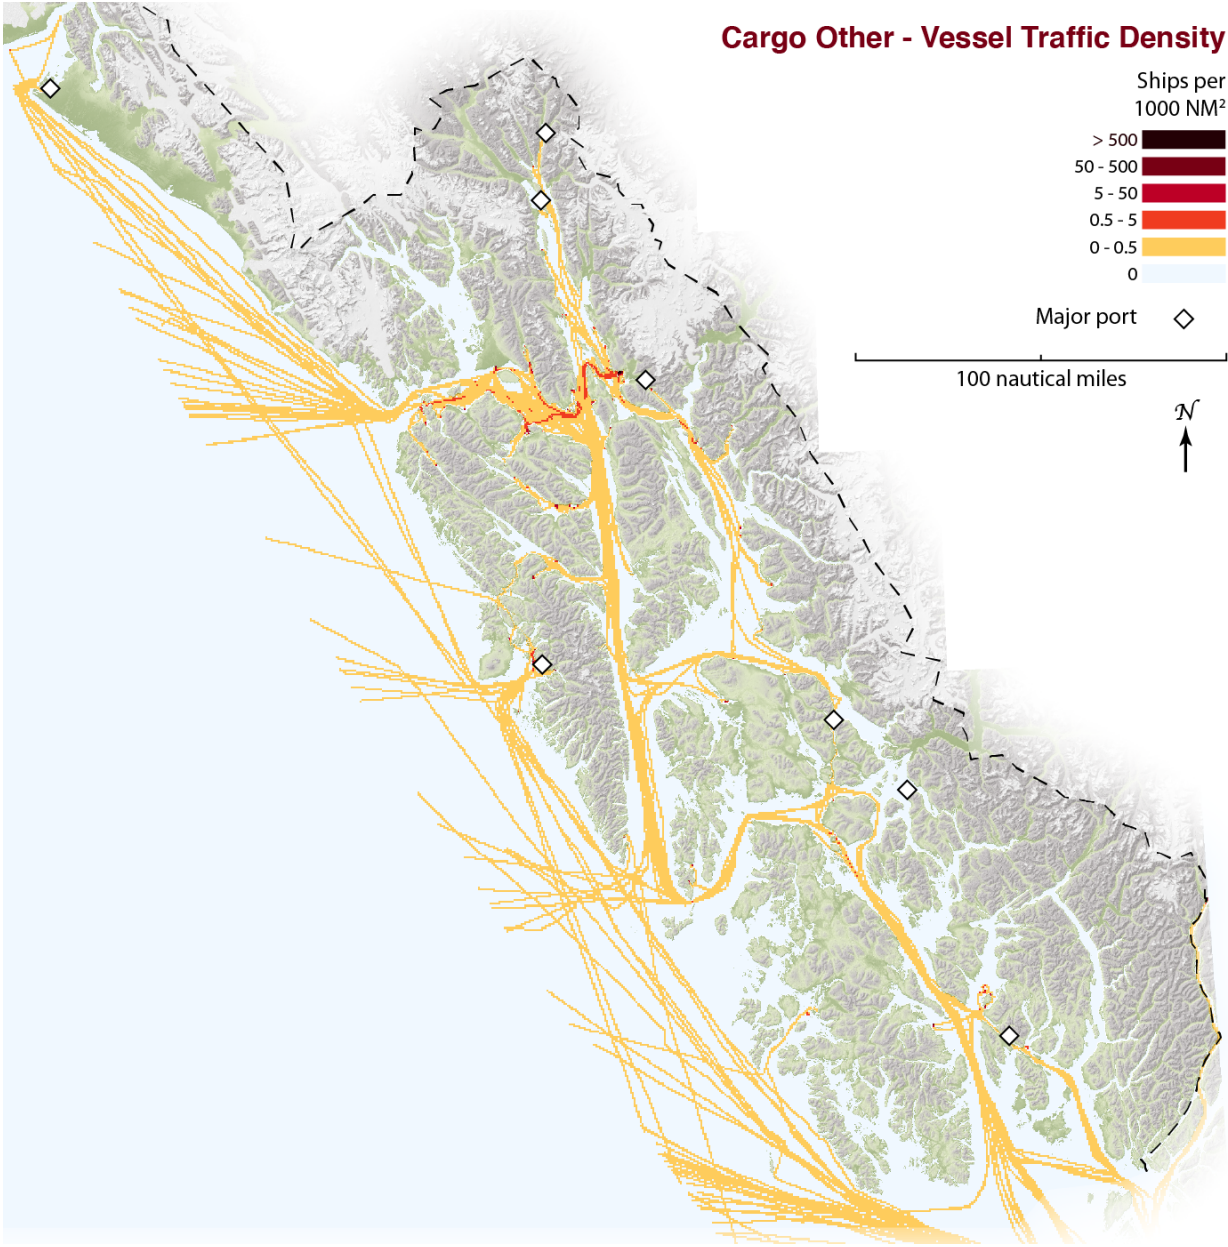 Cargo Other - Vessel Traffic Density
Ships per
1000 NM²
> 500
50 - 500
5 - 50
0.5 - 5
0 - 0.5
0
Major port
100 nautical miles
N